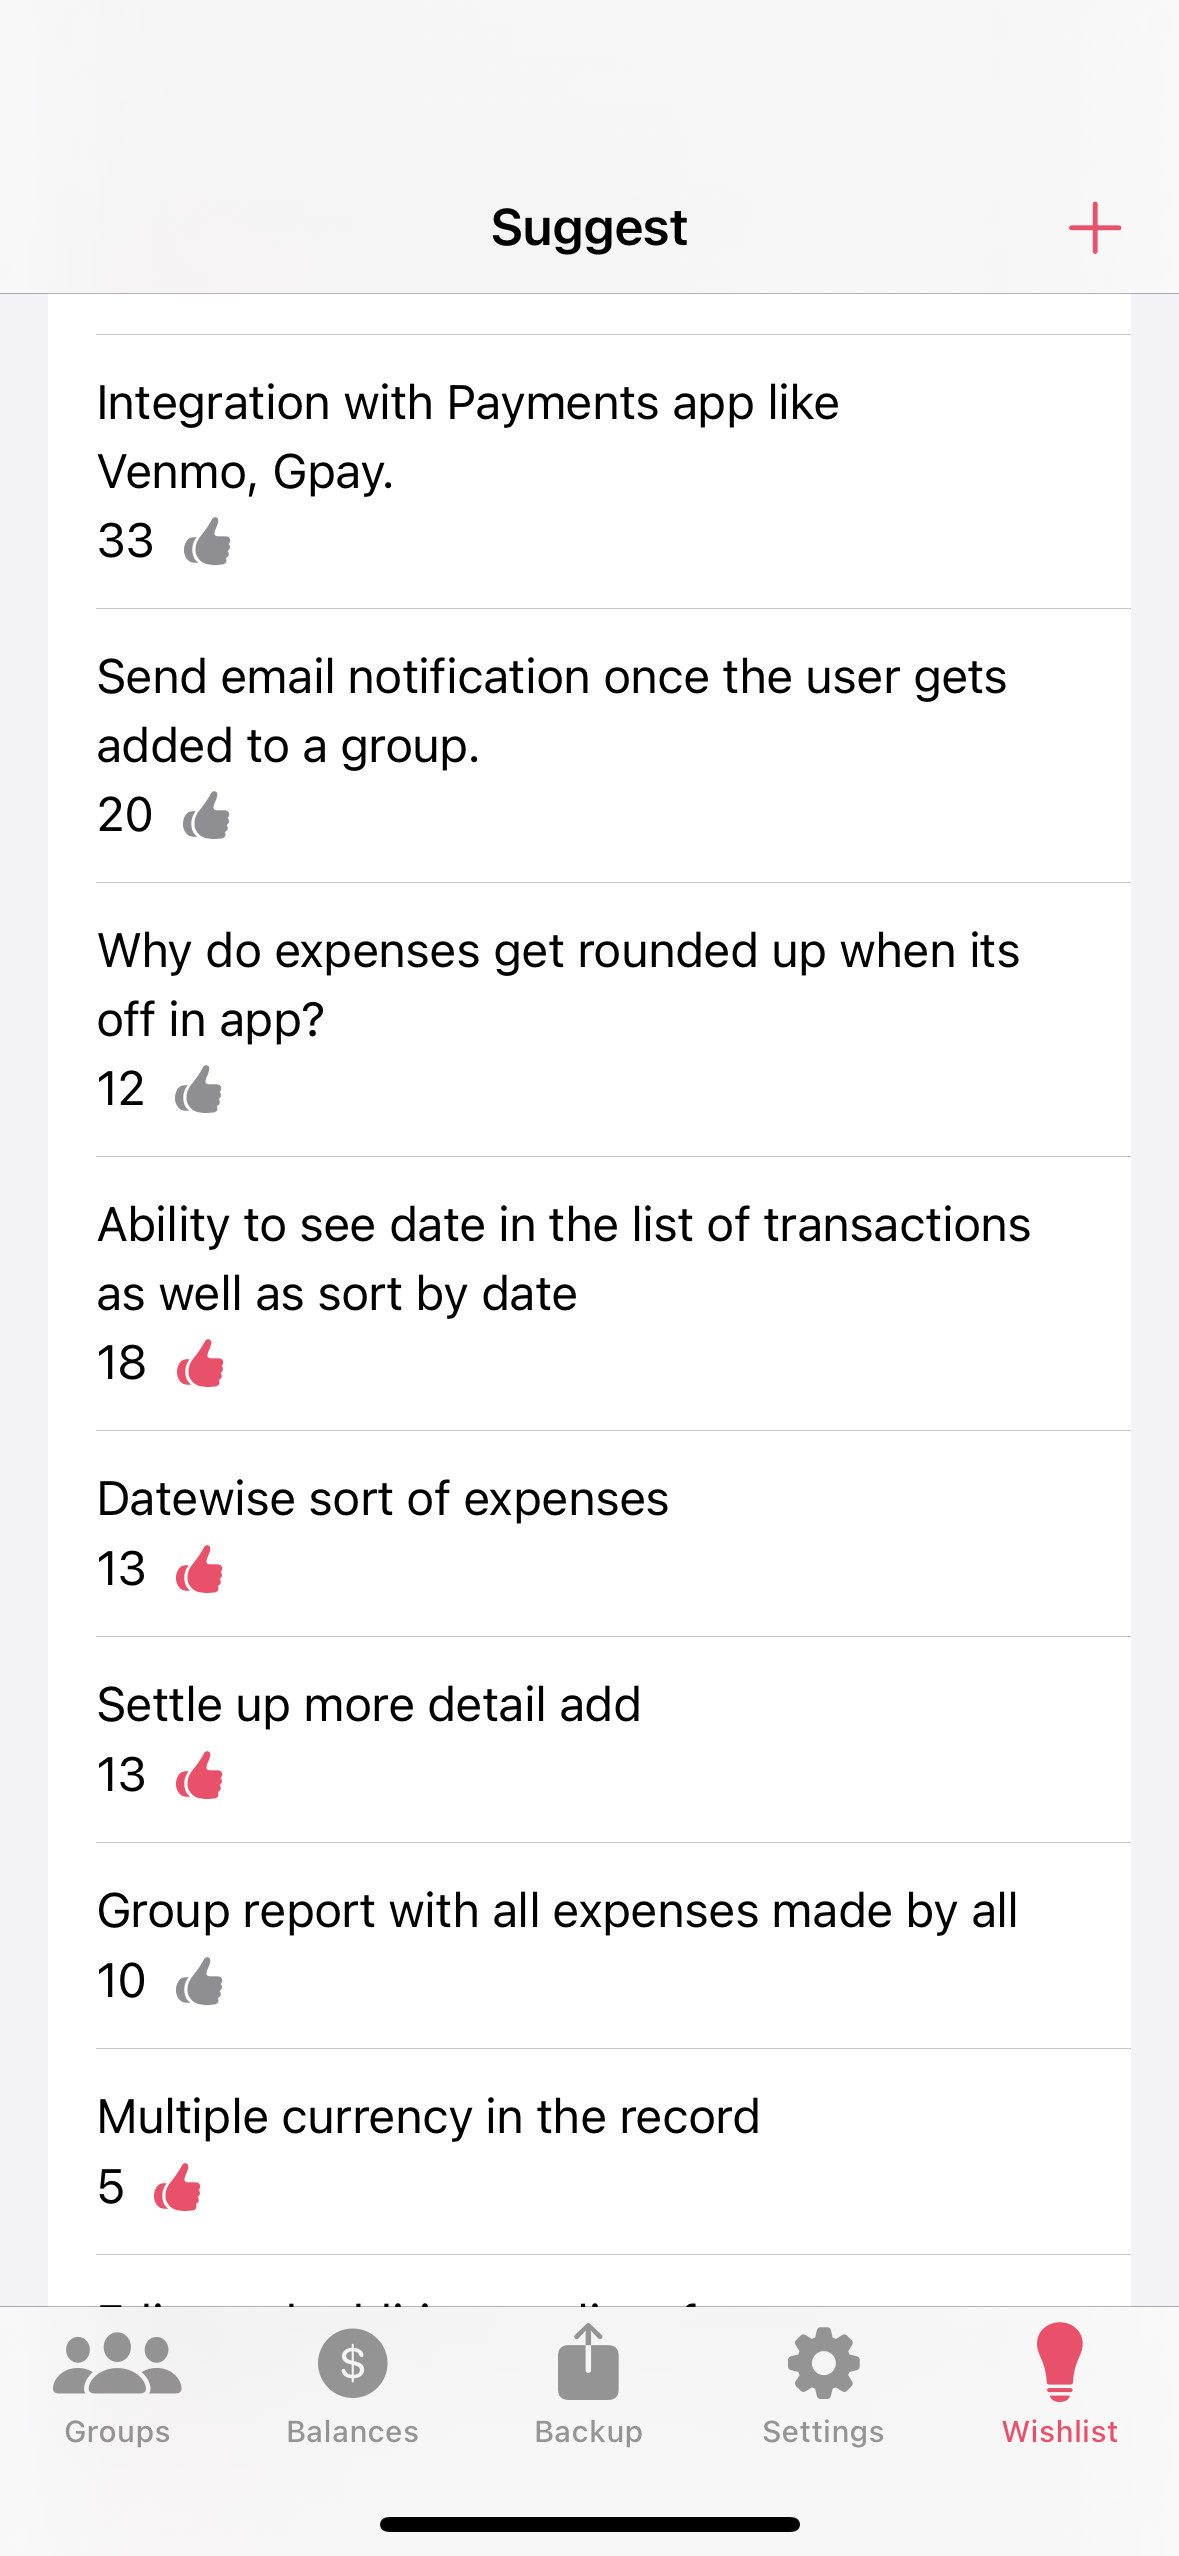 Suggest
Integration with Payments app like
Venmo, Gpay.
33
Send email notification once the user gets
added to a group.
20
Why do expenses get rounded up when its
off in app?
12
Ability to see date in the list of transactions
as well as sort by date
18
Datewise sort of expenses
13
Settle up more detail add
13
Group report with all expenses made by all
10
Multiple currency in the record
5
$
Groups
Balances
Backup
Settings
Wishlist